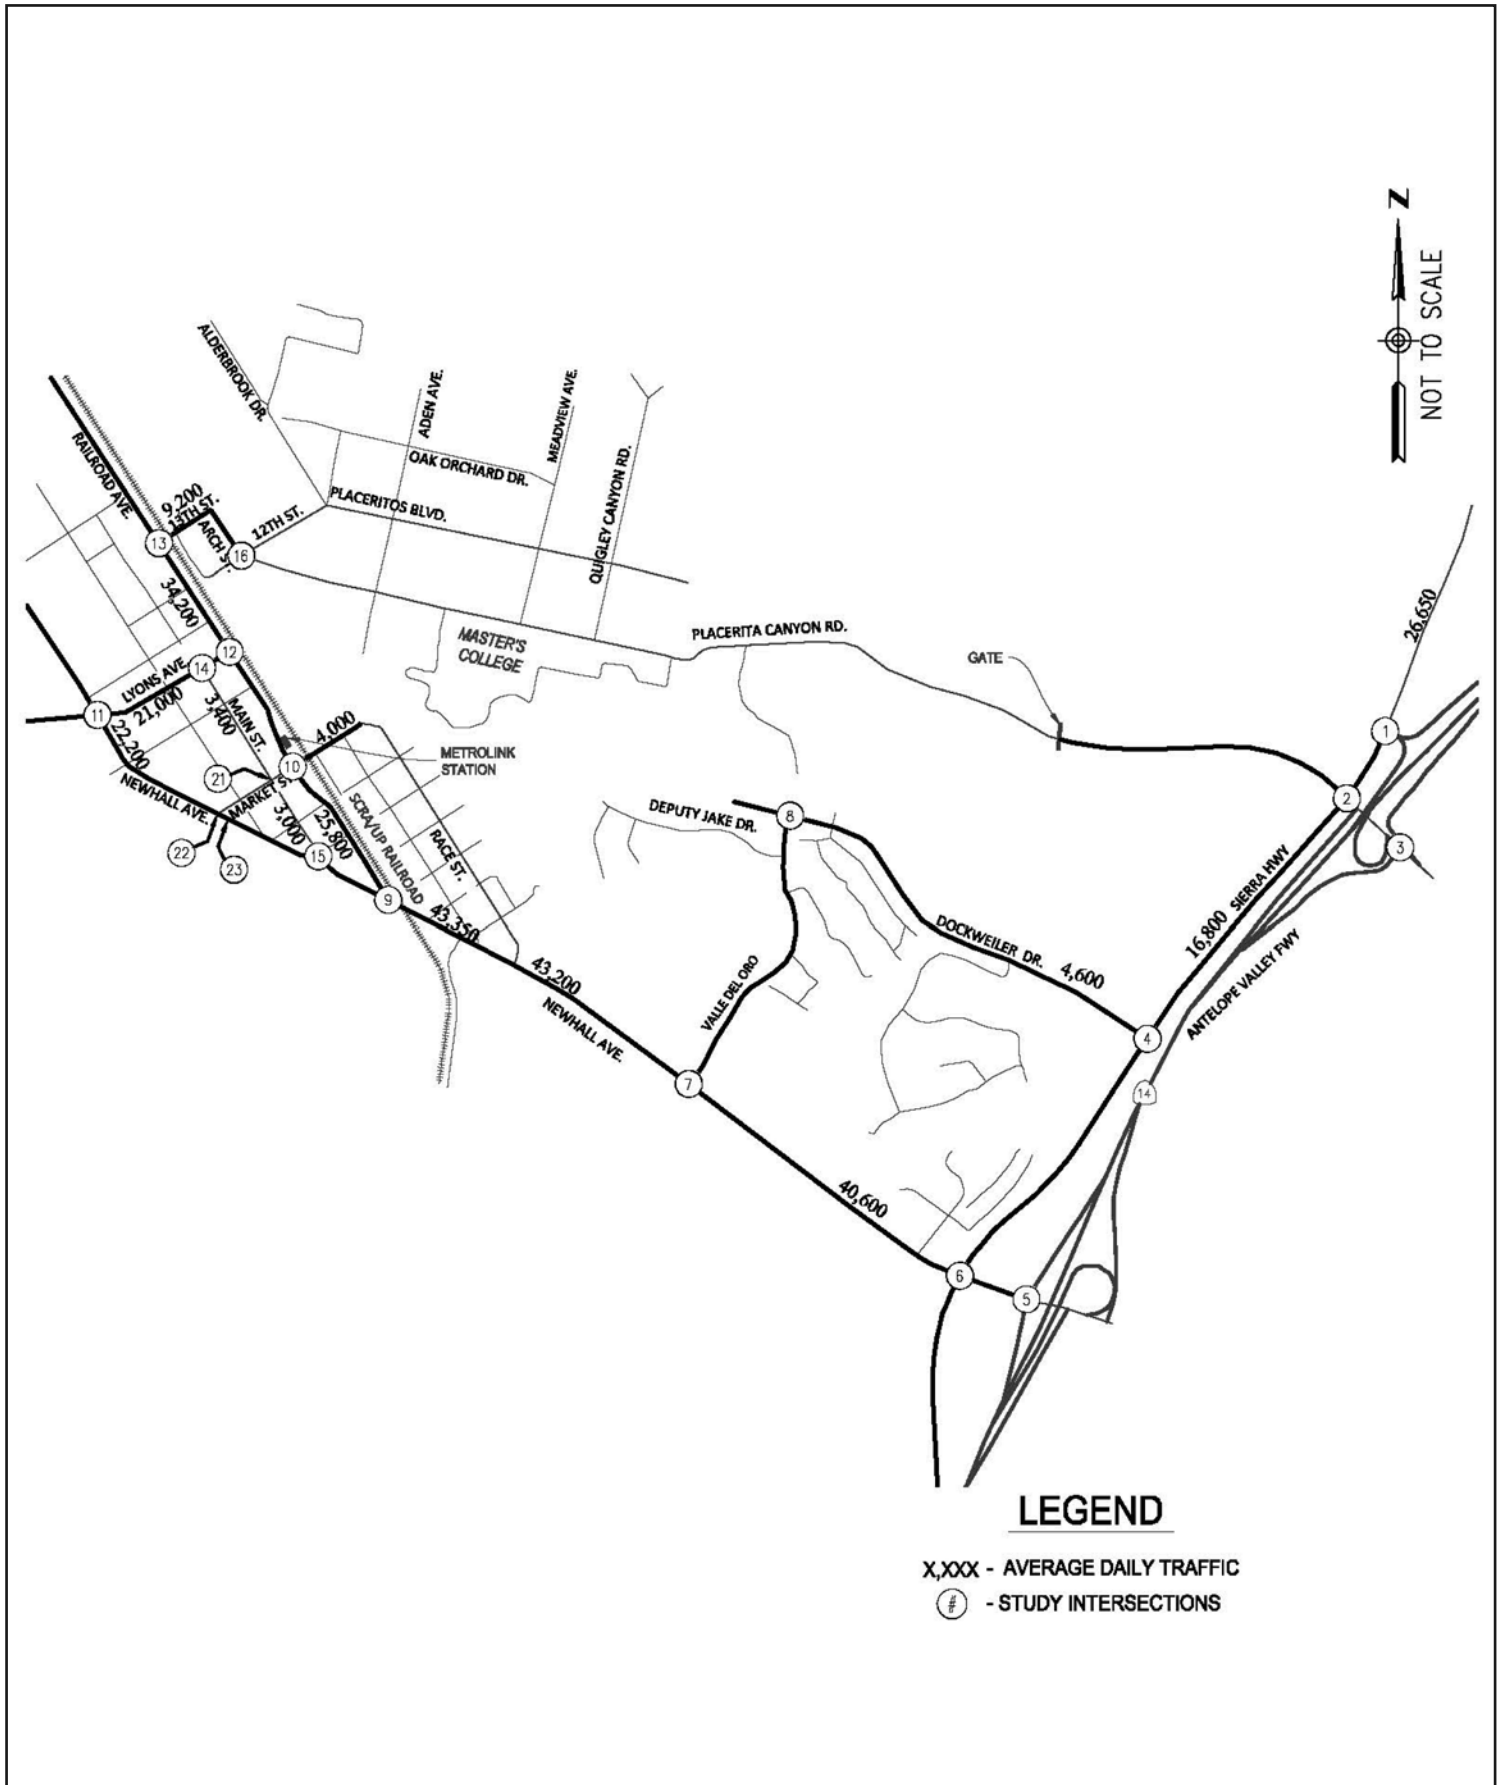 N
NOT TO SCALE
ALDERBROOK DR.
ADEN AVE.
MEADVIEW AVE.
OAK ORCHARD DR.
QUIGLEY CANYON RD.
RAILROAD AVE.
9,200
13TH ST.
ARCH S
12TH ST.
PLACERITOS BLVD.
13
16
34,200
26,650
PLACERITA CANYON RD.
MASTER'S
COLLEGE
GATE
12
14
LYONS AVE
21,000
11
22,200
3,400
MAIN ST.
4,000
METROLINK
STATION
1
10
21
2
NEWHALL AVE.
MARKET S
3,000
25,800
SCRA/UP RAILROAD
RACE ST.
DEPUTY JAKE DR.
8
22
23
15
3
9
43,350
16,800 SIERRA HWY
DOCKWEILER DR. 4,600
ANTELOPE VALLEY FWY
43,200
NEWHALL AVE.
VALLE DEL ORO
4
7
14
40,600
6
5
LEGEND
X,XXX - AVERAGE DAILY TRAFFIC
# - STUDY INTERSECTIONS